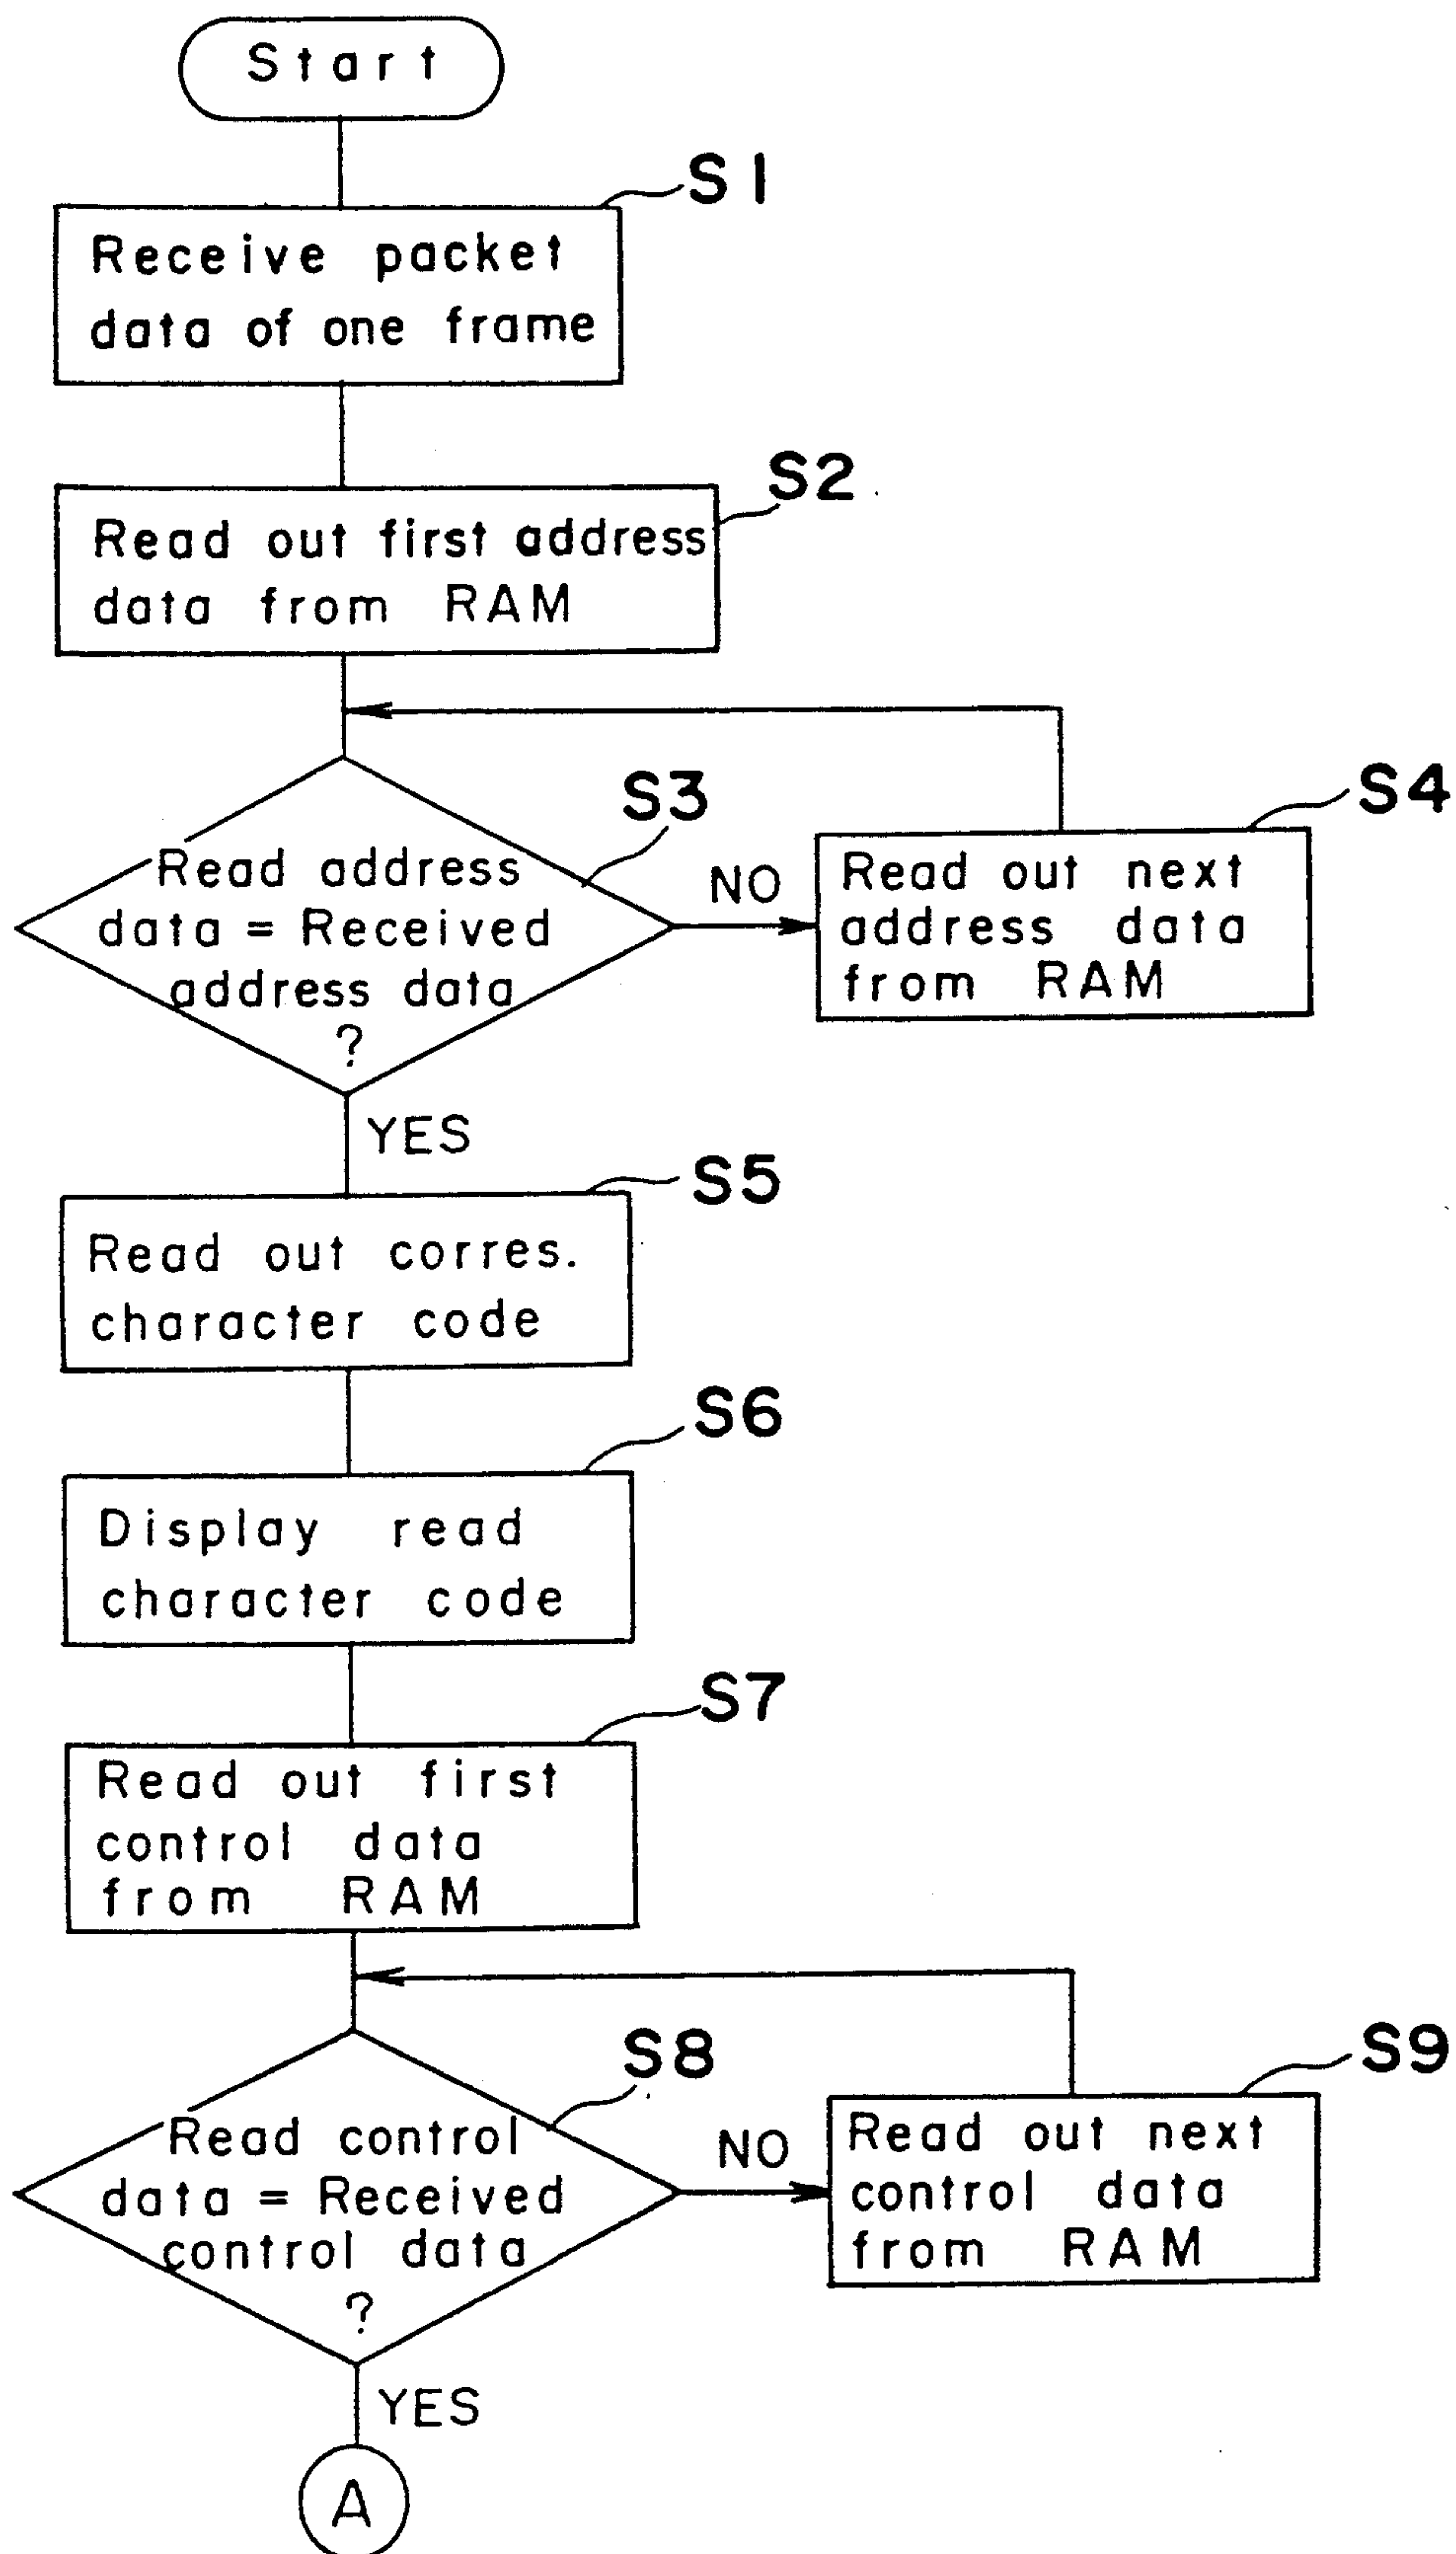 Start
S1
Receive packet
data of one frame
S2
Read out first address
data from RAM
S3
Read address
data = Received
address data
?
NO
S4
Read out next
address data
from RAM
YES
S5
Read out corres.
character code
S6
Display read
character code
S7
Read out first
control data
from RAM
S8
Read control
data = Received
control data
?
NO
S9
Read out next
control data
from RAM
YES
A